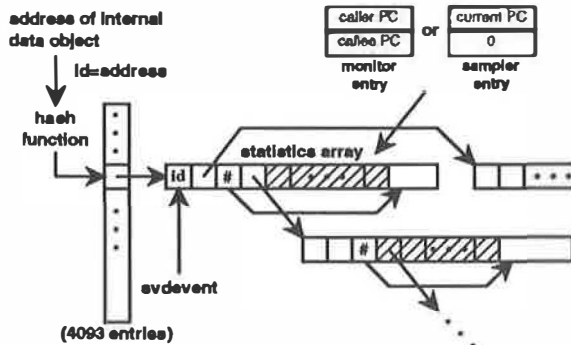 address of internal
data object
id=address
hash
function
caller PC
callee PC
monitor
entry
or
current PC
0
sampler
entry
statistics array
id
#
#
evdevent
(4093 entries)